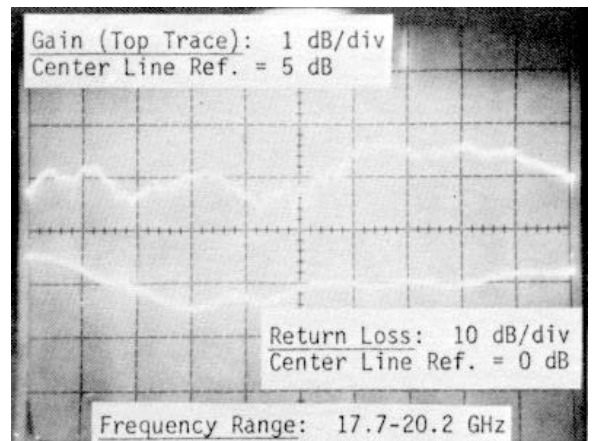 Gain (Top Trace): 1 dB/div
Center Line Ref. = 5 dB
Return Loss: 10 dB/div
Center Line Ref. = 0 dB
Frequency Range: 17.7-20.2 GHz